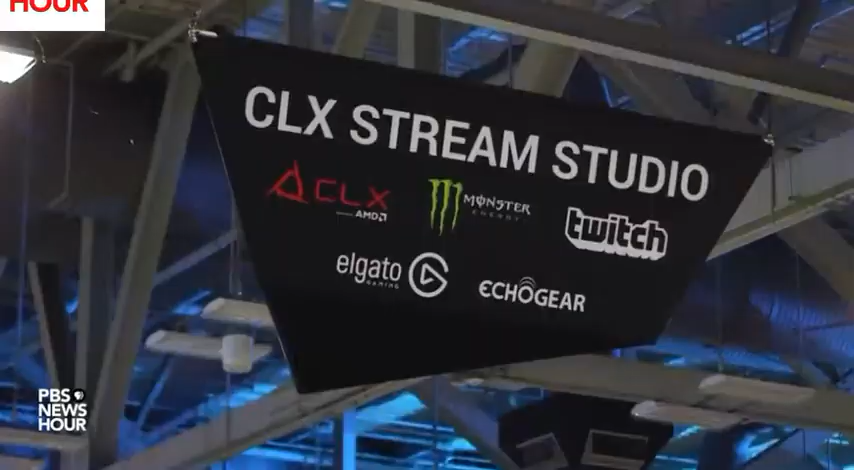 HOUR
CLX STREAM STUDIO
CLX
AMD
MONSTER
ENERGY
twitch
elgato
GAMING
ECHOGEAR
PBS
NEWS
HOUR